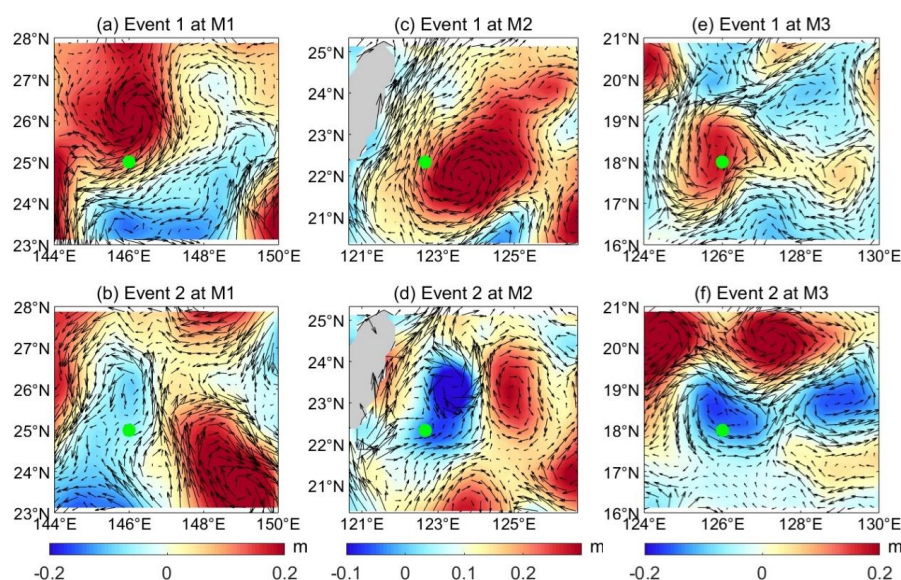 (a) Event 1 at M1
28°N
27°N
26°N
25°N
24°N
23°N
144°E
146°E
148°E
150°E
(c) Event 1 at M2
25°N
24°N
23°N
22°N
21°N
121°E
123°E
125°E
(e) Event 1 at M3
21°N
20°N
19°N
18°N
17°N
16°N
124°E
126°E
128°E
130°E
(b) Event 2 at M1
28°N
27°N
26°N
25°N
24°N
23°N
144°E
146°E
148°E
150°E
(d) Event 2 at M2
25°N
24°N
23°N
22°N
21°N
121°E
123°E
125°E
(f) Event 2 at M3
21°N
20°N
19°N
18°N
17°N
16°N
124°E
126°E
128°E
130°E
-0.2 0 0.2 m
-0.1 0 0.1 0.2 m
-0.2 0 0.2 m